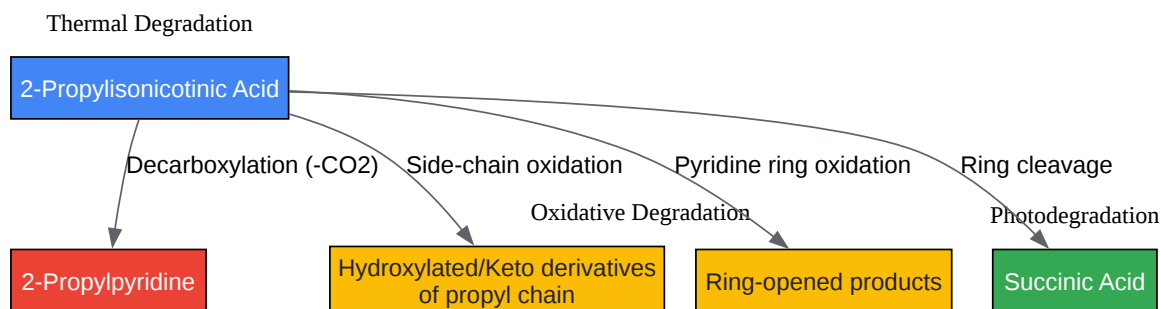 Thermal Degradation
2-Propylisonicotinic Acid
Decarboxylation (-CO2)
Side-chain oxidation
Pyridine ring oxidation
Ring cleavage
Oxidative Degradation
Photodegradation
2-Propylpyridine
Hydroxylated/Keto derivatives
of propyl chain
Ring-opened products
Succinic Acid